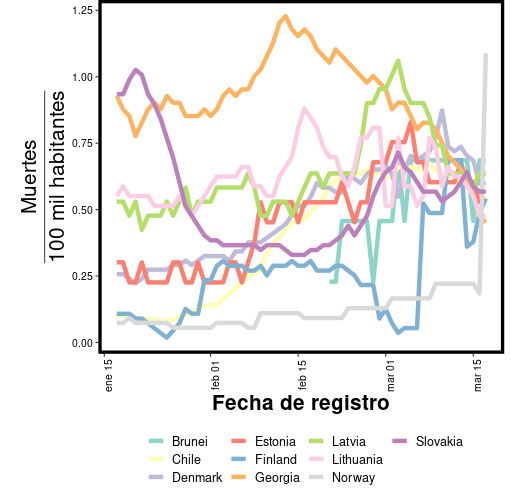 1.25
1.00
0.75
0.50
0.25
0.00
Muertes
100 mil habitantes
ene 15
feb 01
feb 15
mar 01
mar 15
Fecha de registro
Brunei Estonia Latvia Slovakia
Chile Finland Lithuania
Denmark Georgia Norway